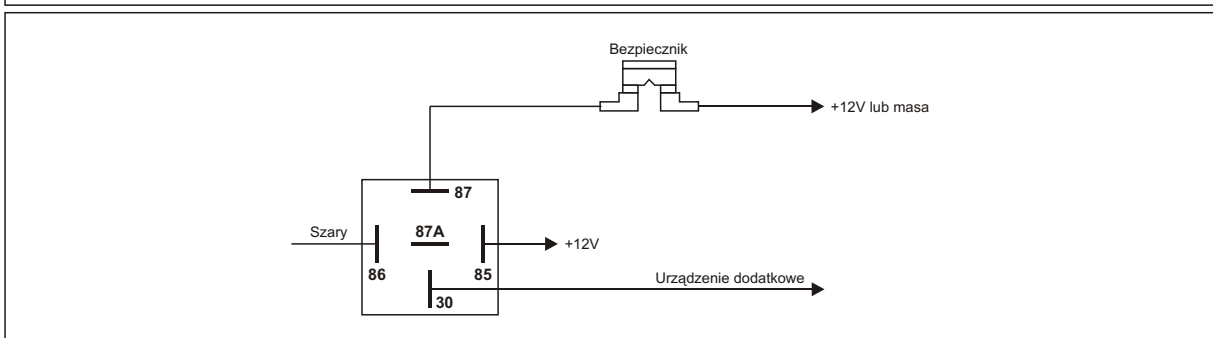 Bezpiecznik
+12V lub masa
87
Szary
87A
+12V
86
85
Urządzenie dodatkowe
30